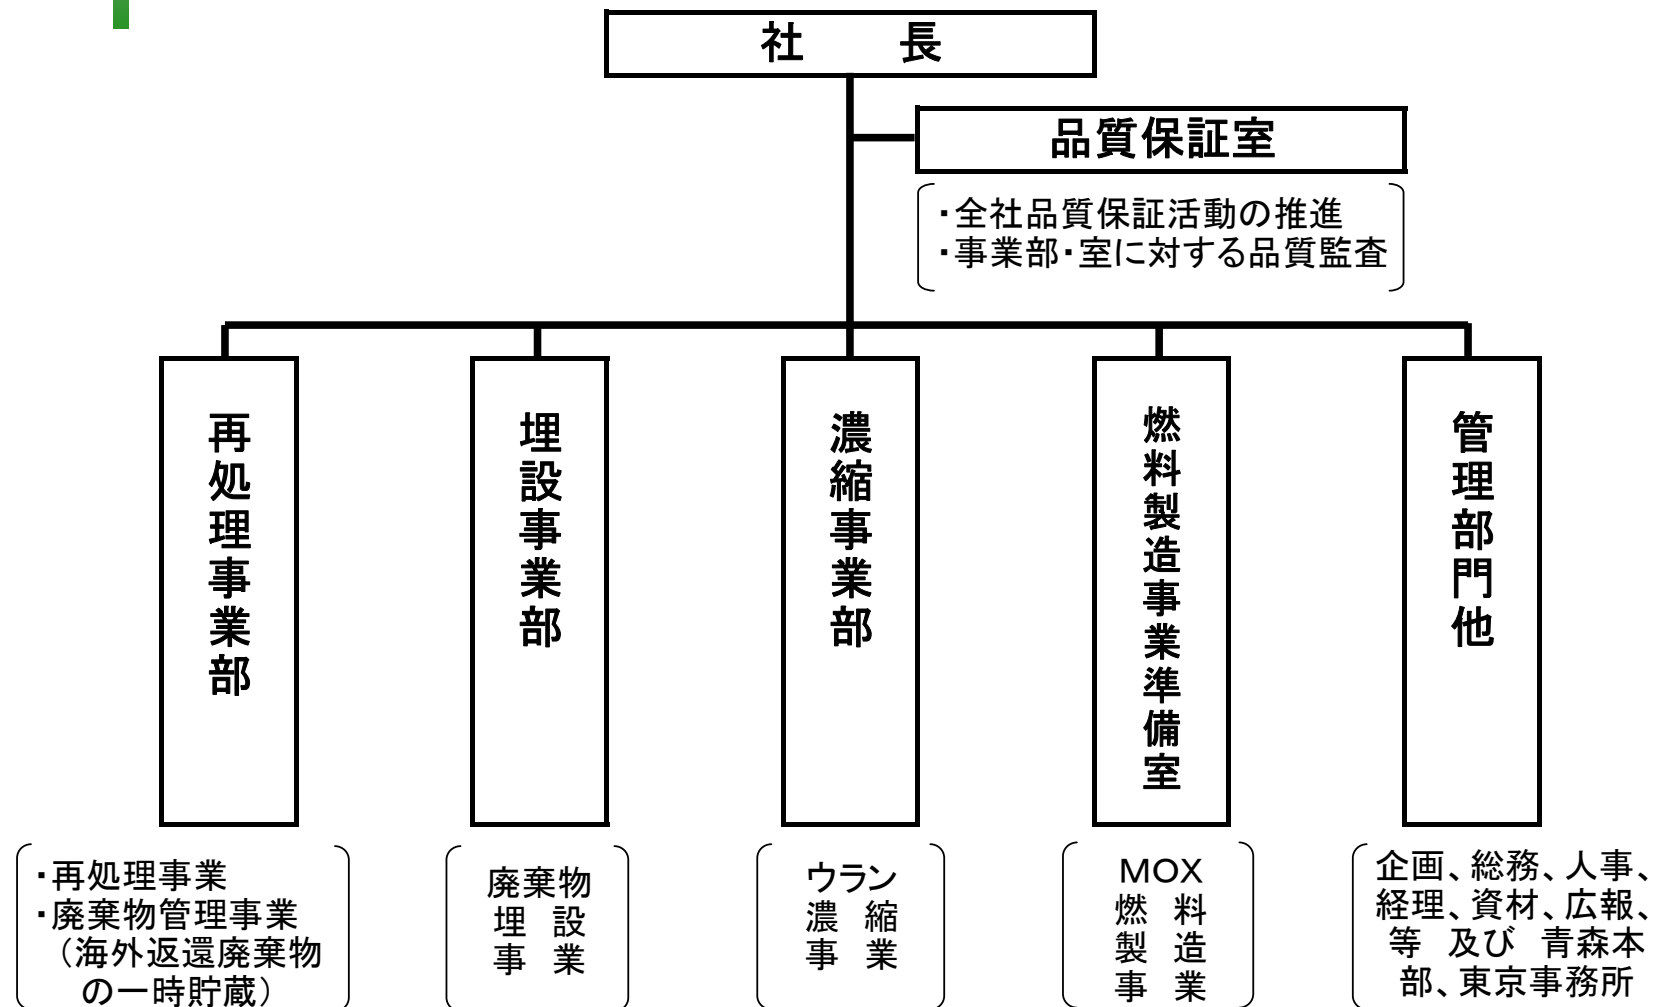 社　長
品質保証室
・全社品質保証活動の推進
・事業部・室に対する品質監査
再処理事業部
埋設事業部
濃縮事業部
燃料製造事業準備室
管理部門他
・再処理事業
・廃棄物管理事業
（海外返還廃棄物
の一時貯蔵）
廃棄物
埋　設
事　業
ウラン
濃　縮
事　業
MOX
燃　料
製　造
事　業
企画、総務、人事、
経理、資材、広報、
等　及び　青森本
部、東京事務所